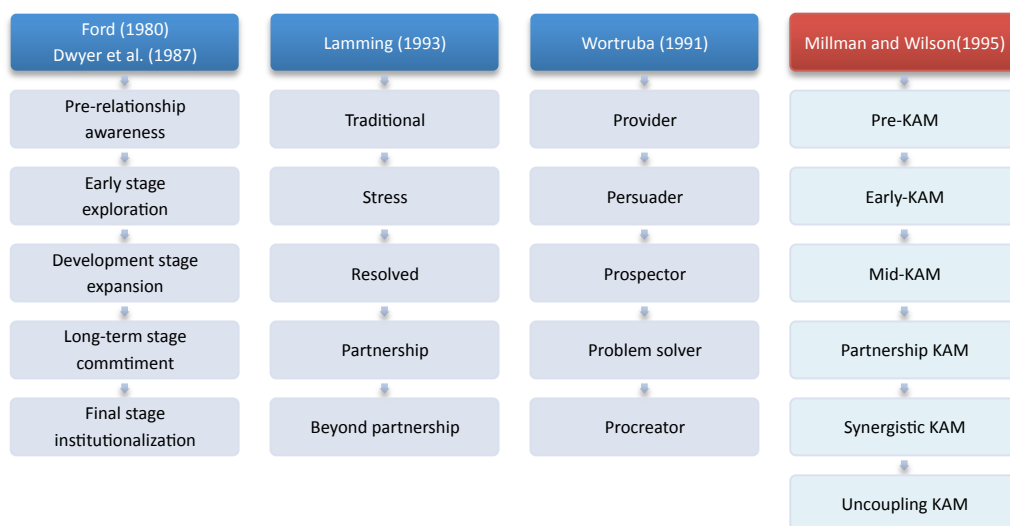 Ford (1980)
Dwyer et al. (1987)
Pre-relationship
awareness
Early stage
exploration
Development stage
expansion
Long-term stage
commtiment
Final stage
institutionalization
Lamming (1993)
Traditional
Stress
Resolved
Partnership
Beyond partnership
Wortruba (1991)
Provider
Persuader
Prospector
Problem solver
Procreator
Millman and Wilson(1995)
Pre-KAM
Early-KAM
Mid-KAM
Partnership KAM
Synergistic KAM
Uncoupling KAM